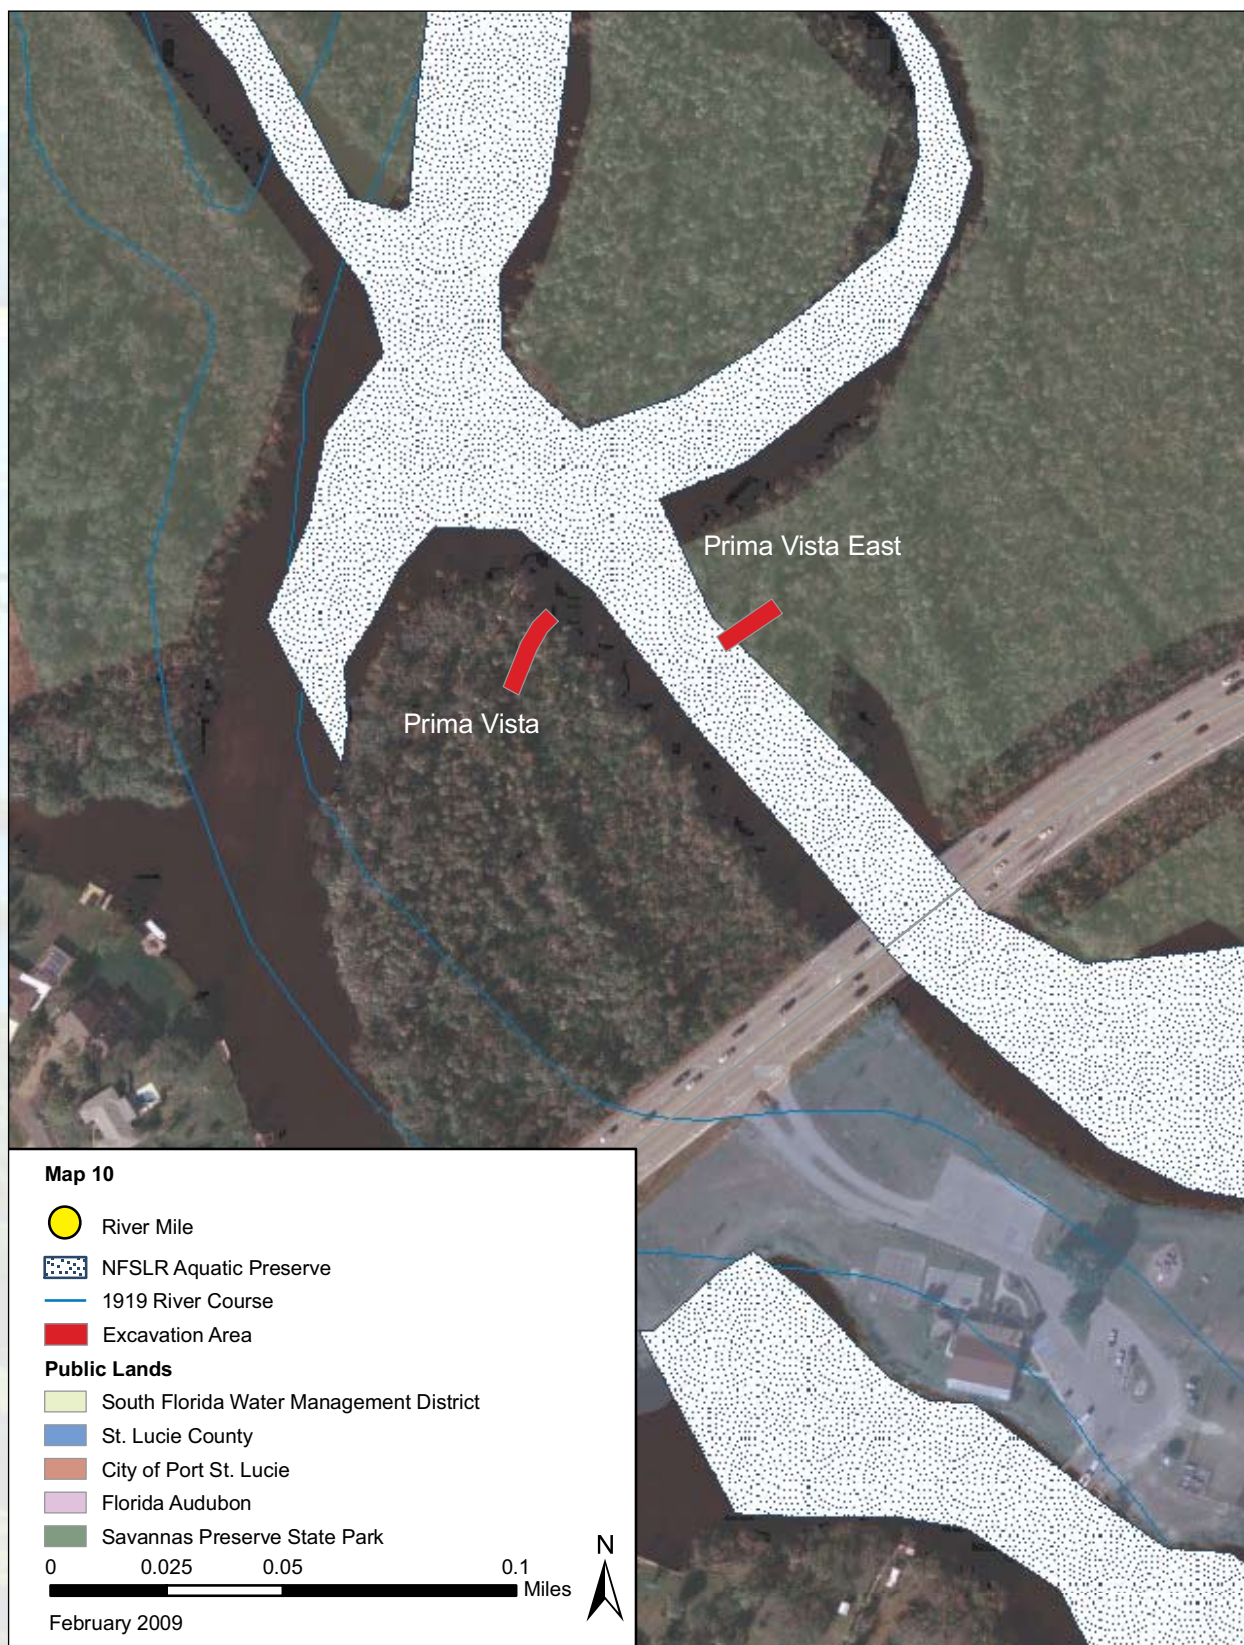 Prima Vista East
Prima Vista
Map 10
River Mile
NFSLR Aquatic Preserve
1919 River Course
Excavation Area
Public Lands
South Florida Water Management District
St. Lucie County
City of Port St. Lucie
Florida Audubon
Savannas Preserve State Park
N
0 0.025 0.05 0.1
Miles
February 2009